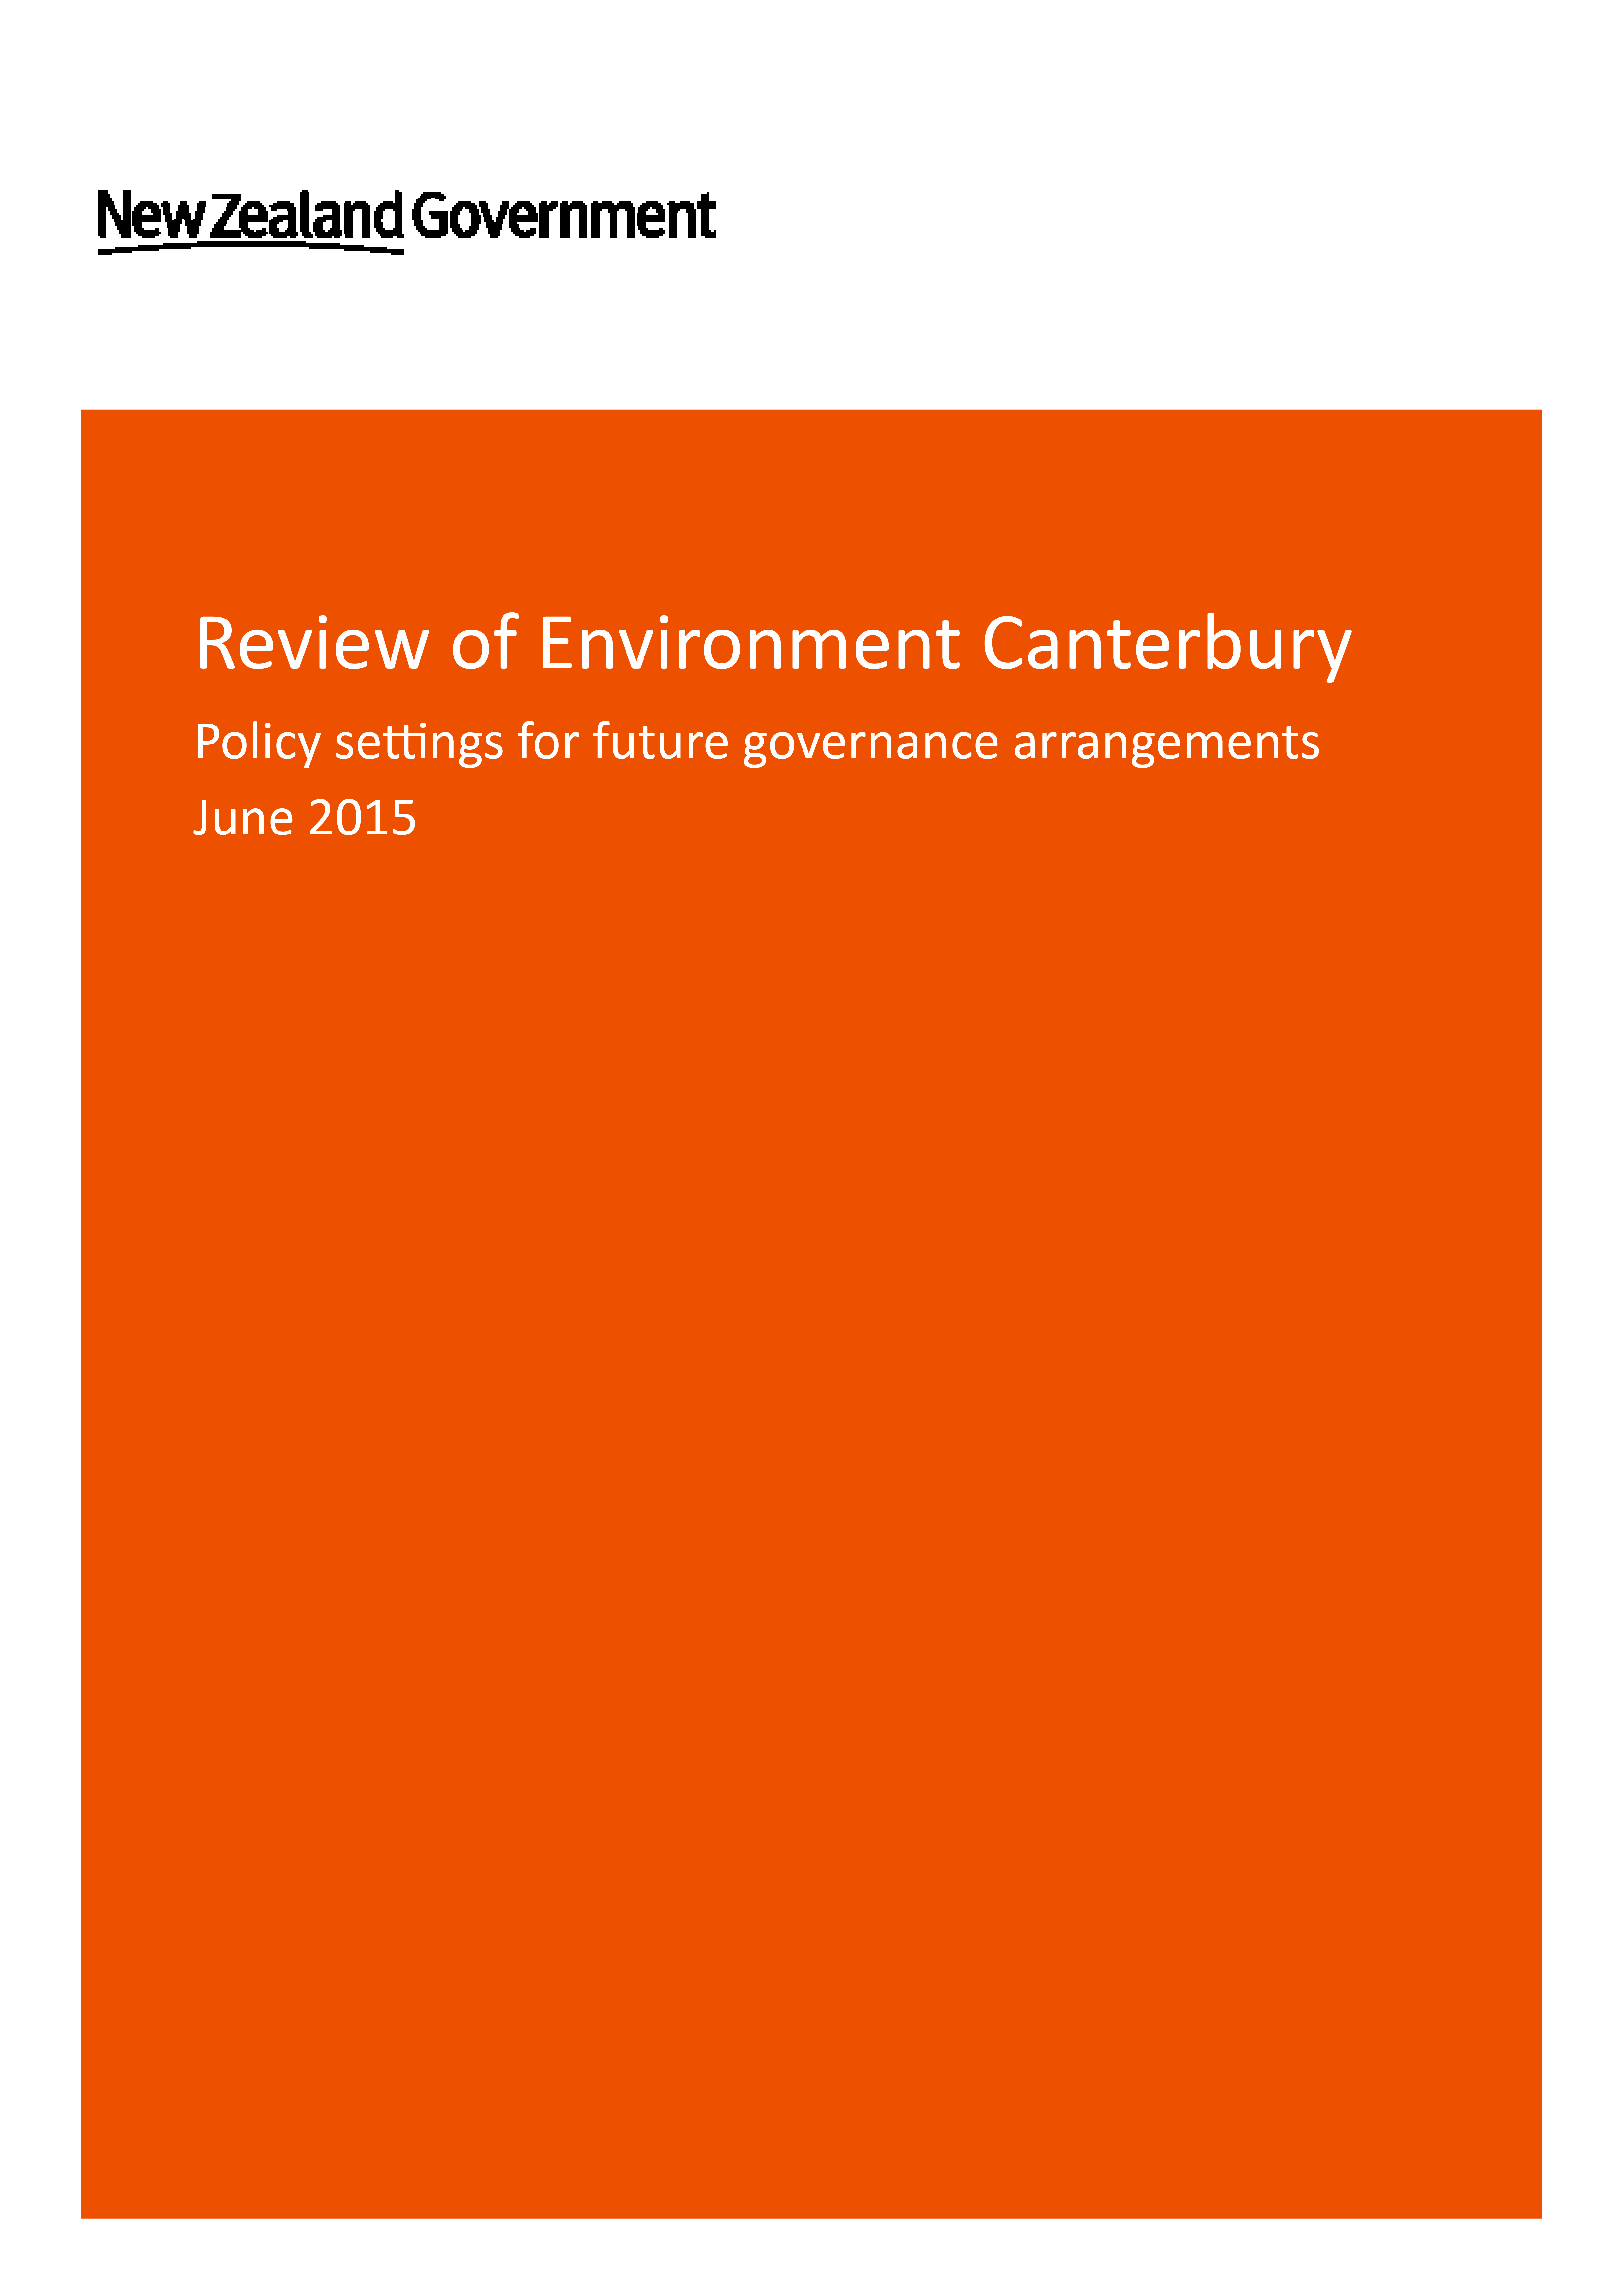 New Zealand Government
Review of Environment Canterbury
Policy settings for future governance arrangements
June 2015